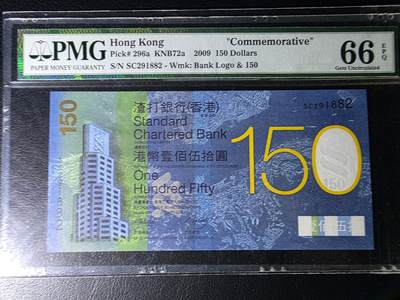 PMG
PAPER MONEY GUARANTY
Hong Kong "Commemorative"
Pick# 296a KNB72a 2009 150 Dollars
S/N SC291882 - Wmk: Bank Logo & 150
66 EPQ
Gem Uncirculated
150
渣打銀行(香港)
Standard
Chartered Bank
港幣壹佰伍拾圓
One
Hundred Fifty
SC291882
150
150